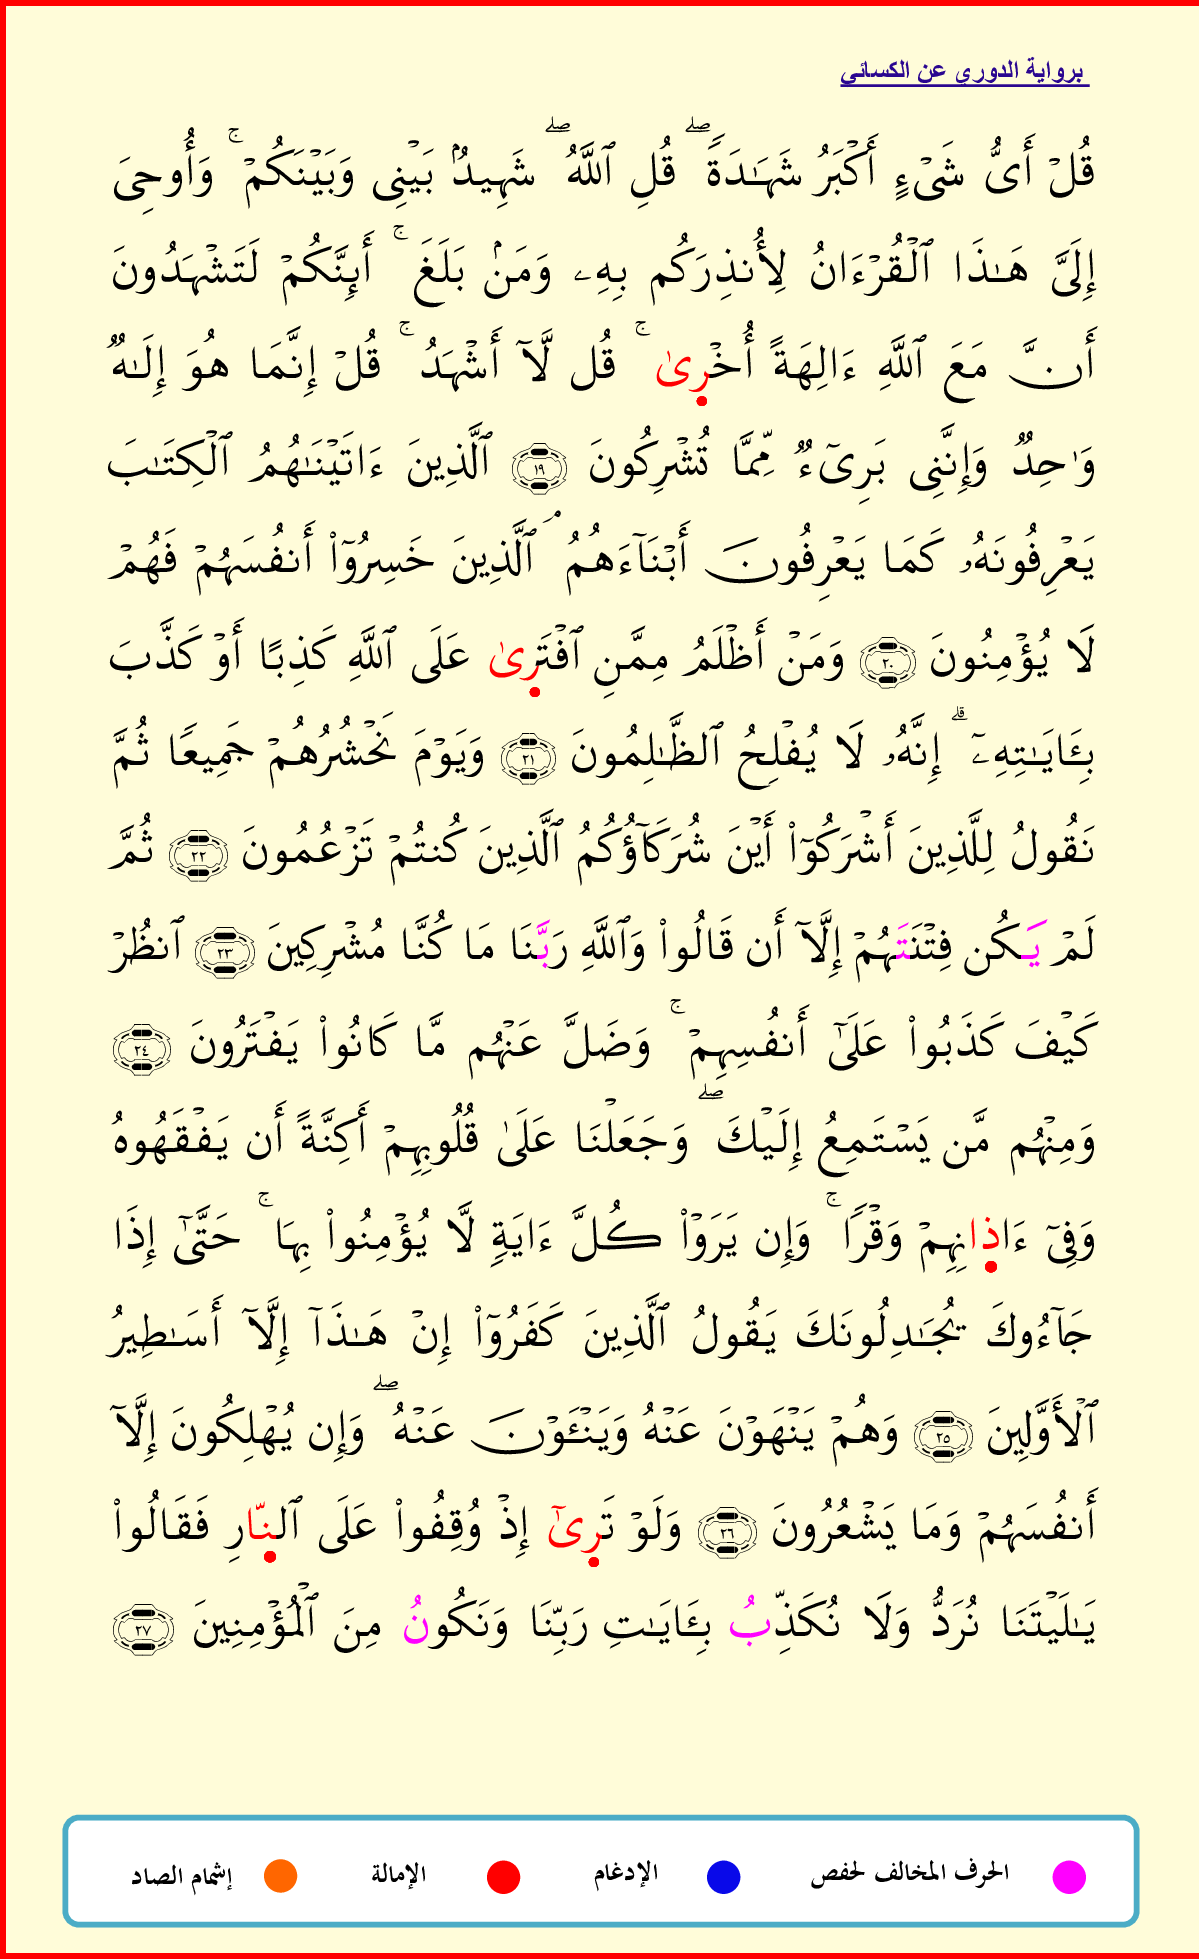 برواية الدوري عن الكسائي
قُلْ أَىُّ شَىْءٍ أَكْبَرُ شَهَـٰدَةًۖ قُلِ ٱللَّهُۖ شَهِيدُۢ بَيْنِى وَبَيْنَكُمْۚ وَأُوحِىَ
إِلَىَّ هَـٰذَا ٱلْقُرْءَانُ لِأُنذِرَكُم بِهِۦ وَمَنۢ بَلَغَۚ أَئِنَّكُمْ لَتَشْهَدُونَ
أَنَّ مَعَ ٱللَّهِ ءَالِهَةً أُخْرِىٰۚ قُل لَّآ أَشْهَدُۚ قُلْ إِنَّمَا هُوَ إِلَـٰهٌ
وَٰحِدٌ وَإِنَّنِى بَرِىٓءٌ مِّمَّا تُشْرِكُونَ ١٩ ٱلَّذِينَ ءَاتَيْنَـٰهُمُ ٱلْكِتَـٰبَ
يَعْرِفُونَهُۥ كَمَا يَعْرِفُونَ أَبْنَآءَهُمُۘ ٱلَّذِينَ خَسِرُوٓا۟ أَنفُسَهُمْ فَهُمْ
لَا يُؤْمِنُونَ ٢٠ وَمَنْ أَظْلَمُ مِمَّنِ ٱفْتَرِىٰ عَلَى ٱللَّهِ كَذِبًا أَوْ كَذَّبَ
بِـَٔايَـٰتِهِۦٓۗ إِنَّهُۥ لَا يُفْلِحُ ٱلظَّـٰلِمُونَ ٢١ وَيَوْمَ نَحْشُرُهُمْ جَمِيعًا ثُمَّ
نَقُولُ لِلَّذِينَ أَشْرَكُوٓا۟ أَيْنَ شُرَكَآؤُكُمُ ٱلَّذِينَ كُنتُمْ تَزْعُمُونَ ٢٢ ثُمَّ
لَمْ يَكُن فِتْنَتَهُمْ إِلَّآ أَن قَالُوا۟ وَٱللَّهِ رَبَّنَا مَا كُنَّا مُشْرِكِينَ ٢٣ ٱنظُرْ
كَيْفَ كَذَبُوا۟ عَلَىٰٓ أَنفُسِهِمْۚ وَضَلَّ عَنْهُم مَّا كَانُوا۟ يَفْتَرُونَ ٢٤
وَمِنْهُم مَّن يَسْتَمِعُ إِلَيْكَۖ وَجَعَلْنَا عَلَىٰ قُلُوبِهِمْ أَكِنَّةً أَن يَفْقَهُوهُ
وَفِىٓ ءَاذِانِهِمْ وَقْرًاۚ وَإِن يَرَوْا۟ كُلَّ ءَايَةٍ لَّا يُؤْمِنُوا۟ بِهَاۚ حَتَّىٰٓ إِذَا
جَآءُوكَ يُجَـٰدِلُونَكَ يَقُولُ ٱلَّذِينَ كَفَرُوٓا۟ إِنْ هَـٰذَآ إِلَّآ أَسَـٰطِيرُ
ٱلْأَوَّلِينَ ٢٥ وَهُمْ يَنْهَوْنَ عَنْهُ وَيَنْـَٔوْنَ عَنْهُۖ وَإِن يُهْلِكُونَ إِلَّآ
أَنفُسَهُمْ وَمَا يَشْعُرُونَ ٢٦ وَلَوْ تَرِىٰٓ إِذْ وُقِفُوا۟ عَلَى ٱلنِّارِ فَقَالُوا۟
يَـٰلَيْتَنَا نُرَدُّ وَلَا نُكَذِّبُ بِـَٔايَـٰتِ رَبِّنَا وَنَكُونُ مِنَ ٱلْمُؤْمِنِينَ ٢٧
الحرف المخالف لحفص الإدغام الإمالة إشمام الصاد